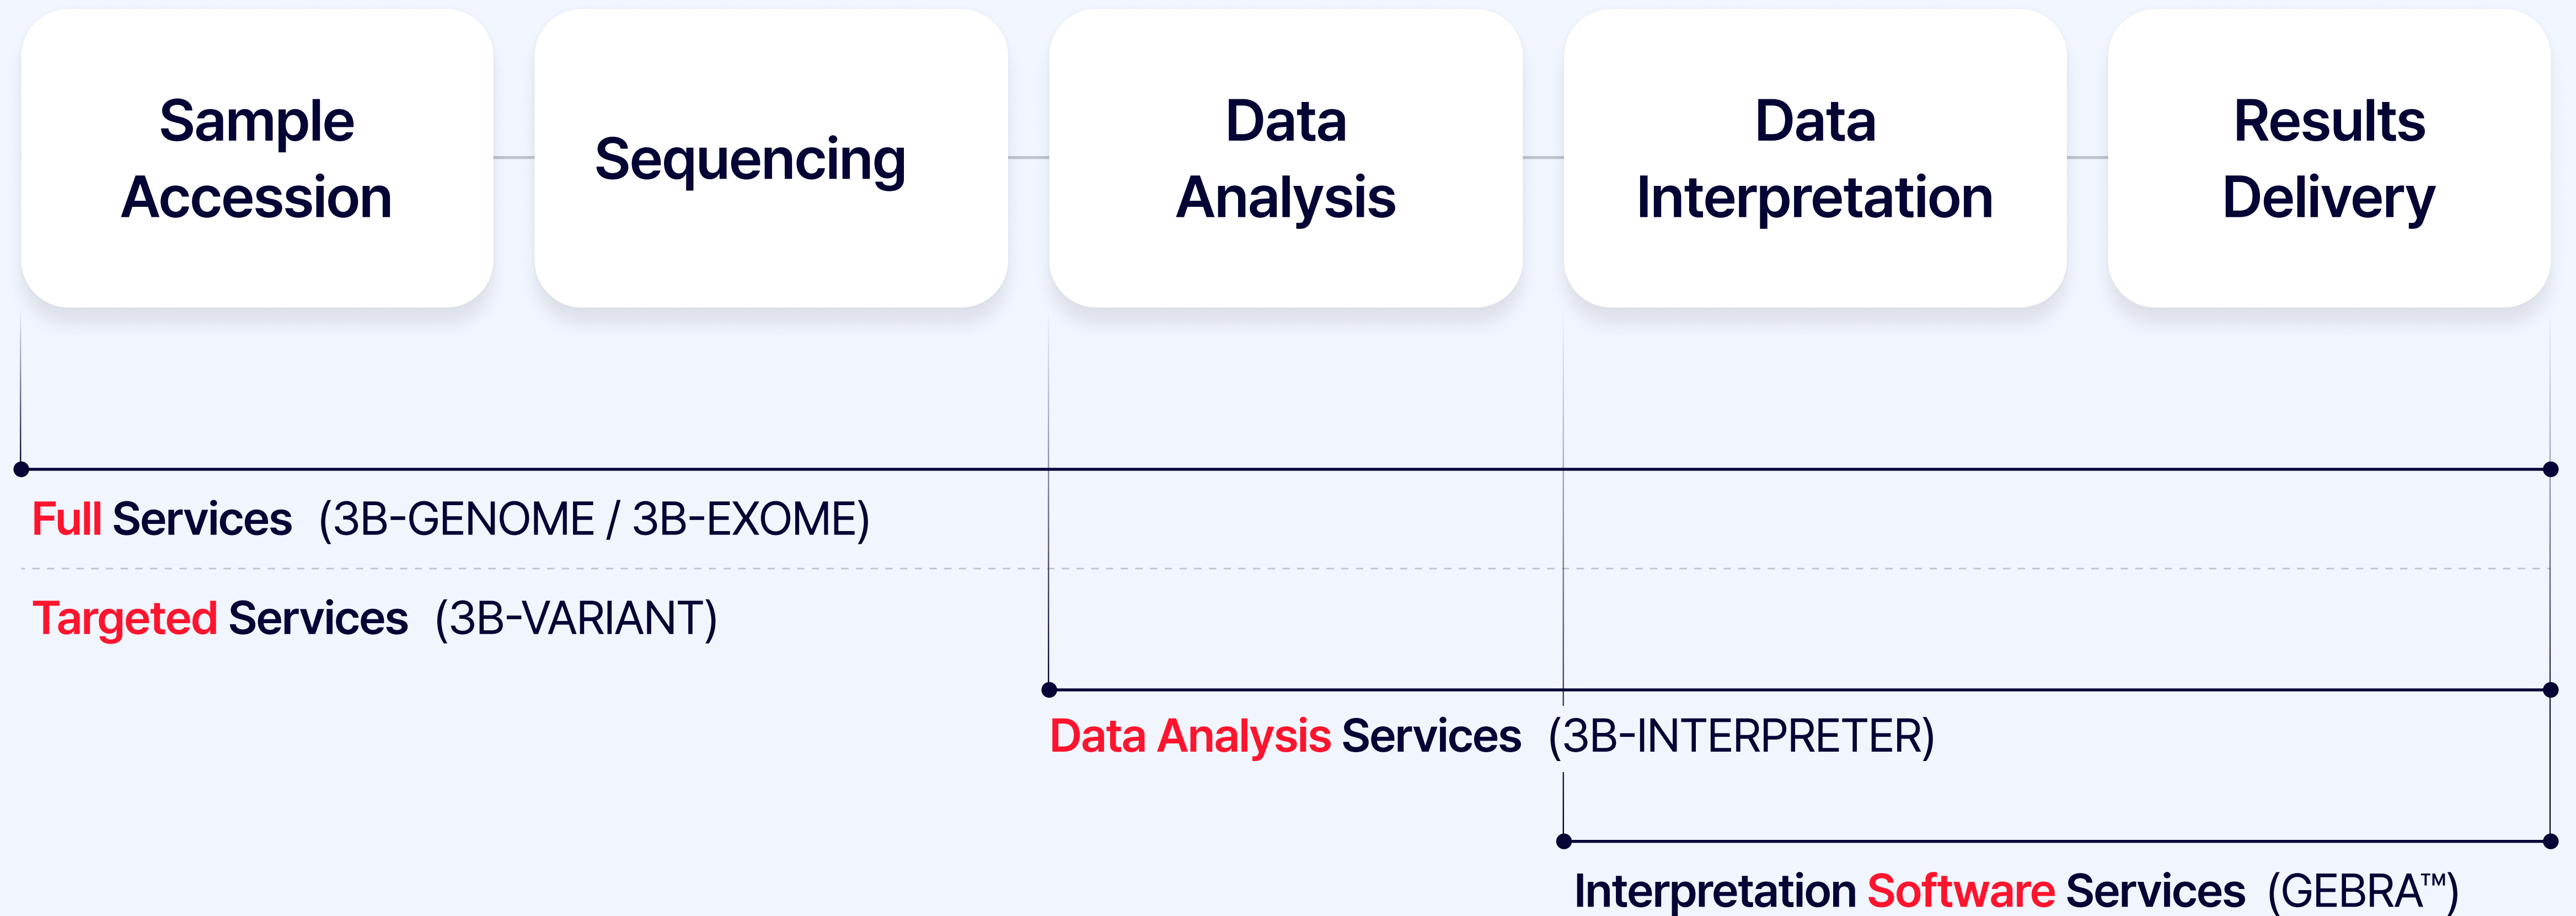 Sample
Accession
Sequencing
Data
Analysis
Data
Interpretation
Results
Delivery
Full Services (3B-GENOME / 3B-EXOME)
Targeted Services (3B-VARIANT)
Data Analysis Services (3B-INTERPRETER)
Interpretation Software Services (GEBRA™)